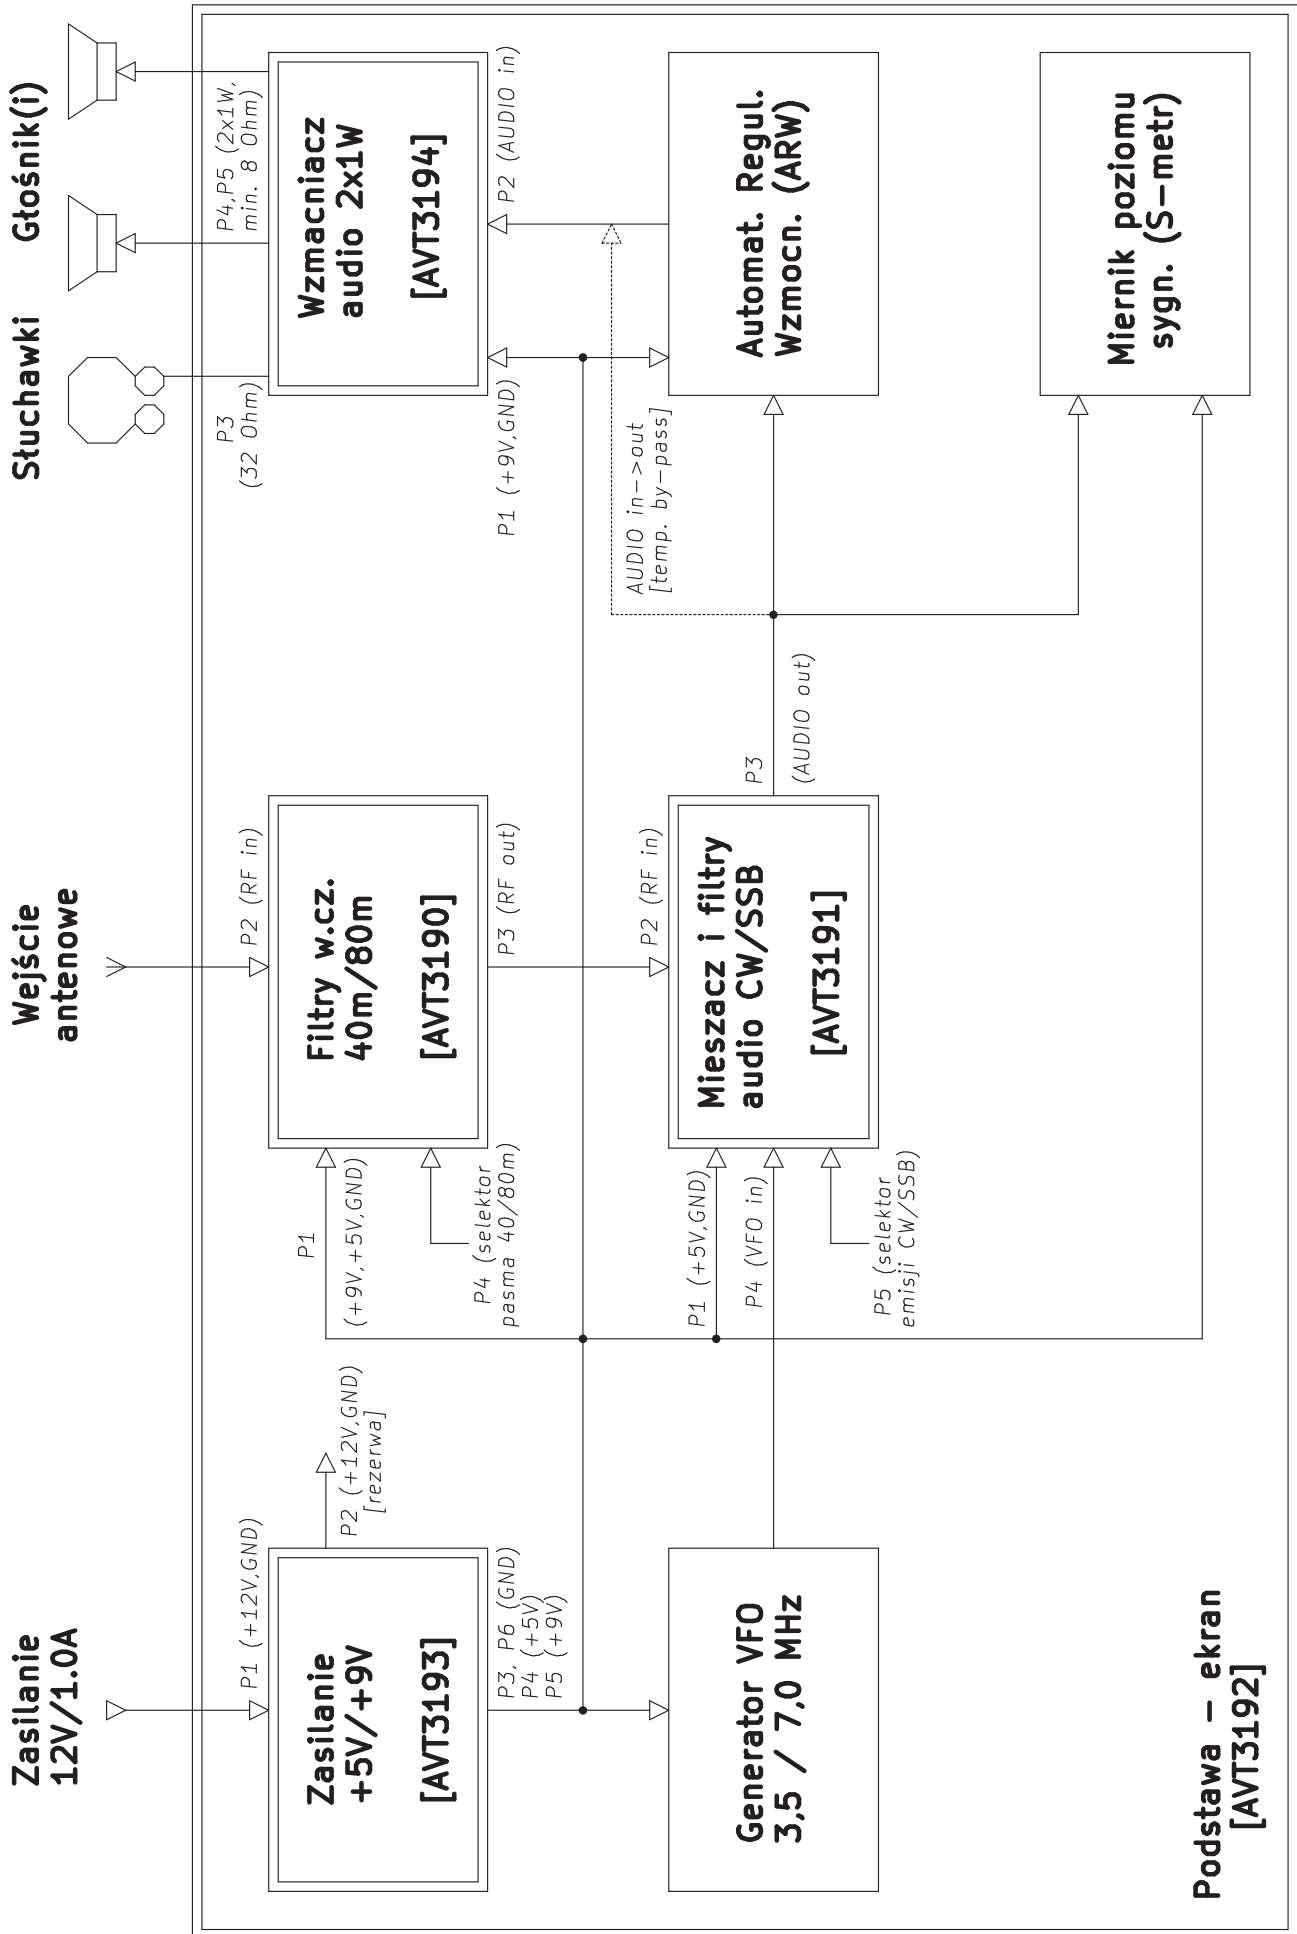 Zasilanie
12V/1.0A
Wejście
antenowe
Słuchawki
Głośnik(i)
P1 (+12V,GND)
P2 (RF in)
P3
(32 Ohm)
P4,P5 (2x1W,
min. 8 Ohm)
Zasilanie
+5V/+9V
[AVT3193]
P2 (+12V,GND)
[rezerwa]
P1
(+9V,+5V,GND)
P4 (selektor
pasma 40/80m)
Filtry w.cz.
40m/80m
[AVT3190]
Wzmacniacz
audio 2x1W
[AVT3194]
P3, P6 (GND)
P4 (+5V)
P5 (+9V)
P3 (RF out)
P1 (+9V,GND)
P2 (AUDIO in)
AUDIO in->out
[temp. by-pass]
P2 (RF in)
Generator VFO
3,5 / 7,0 MHz
P1 (+5V,GND)
P4 (VFO in)
P5 (selektor
emisji CW/SSB)
Mieszacz i filtry
audio CW/SSB
[AVT3191]
P3
(AUDIO out)
Automat. Regul.
Wzmocn. (ARW)
Miernik poziomu
sygn. (S-metr)
Podstawa - ekran
[AVT3192]